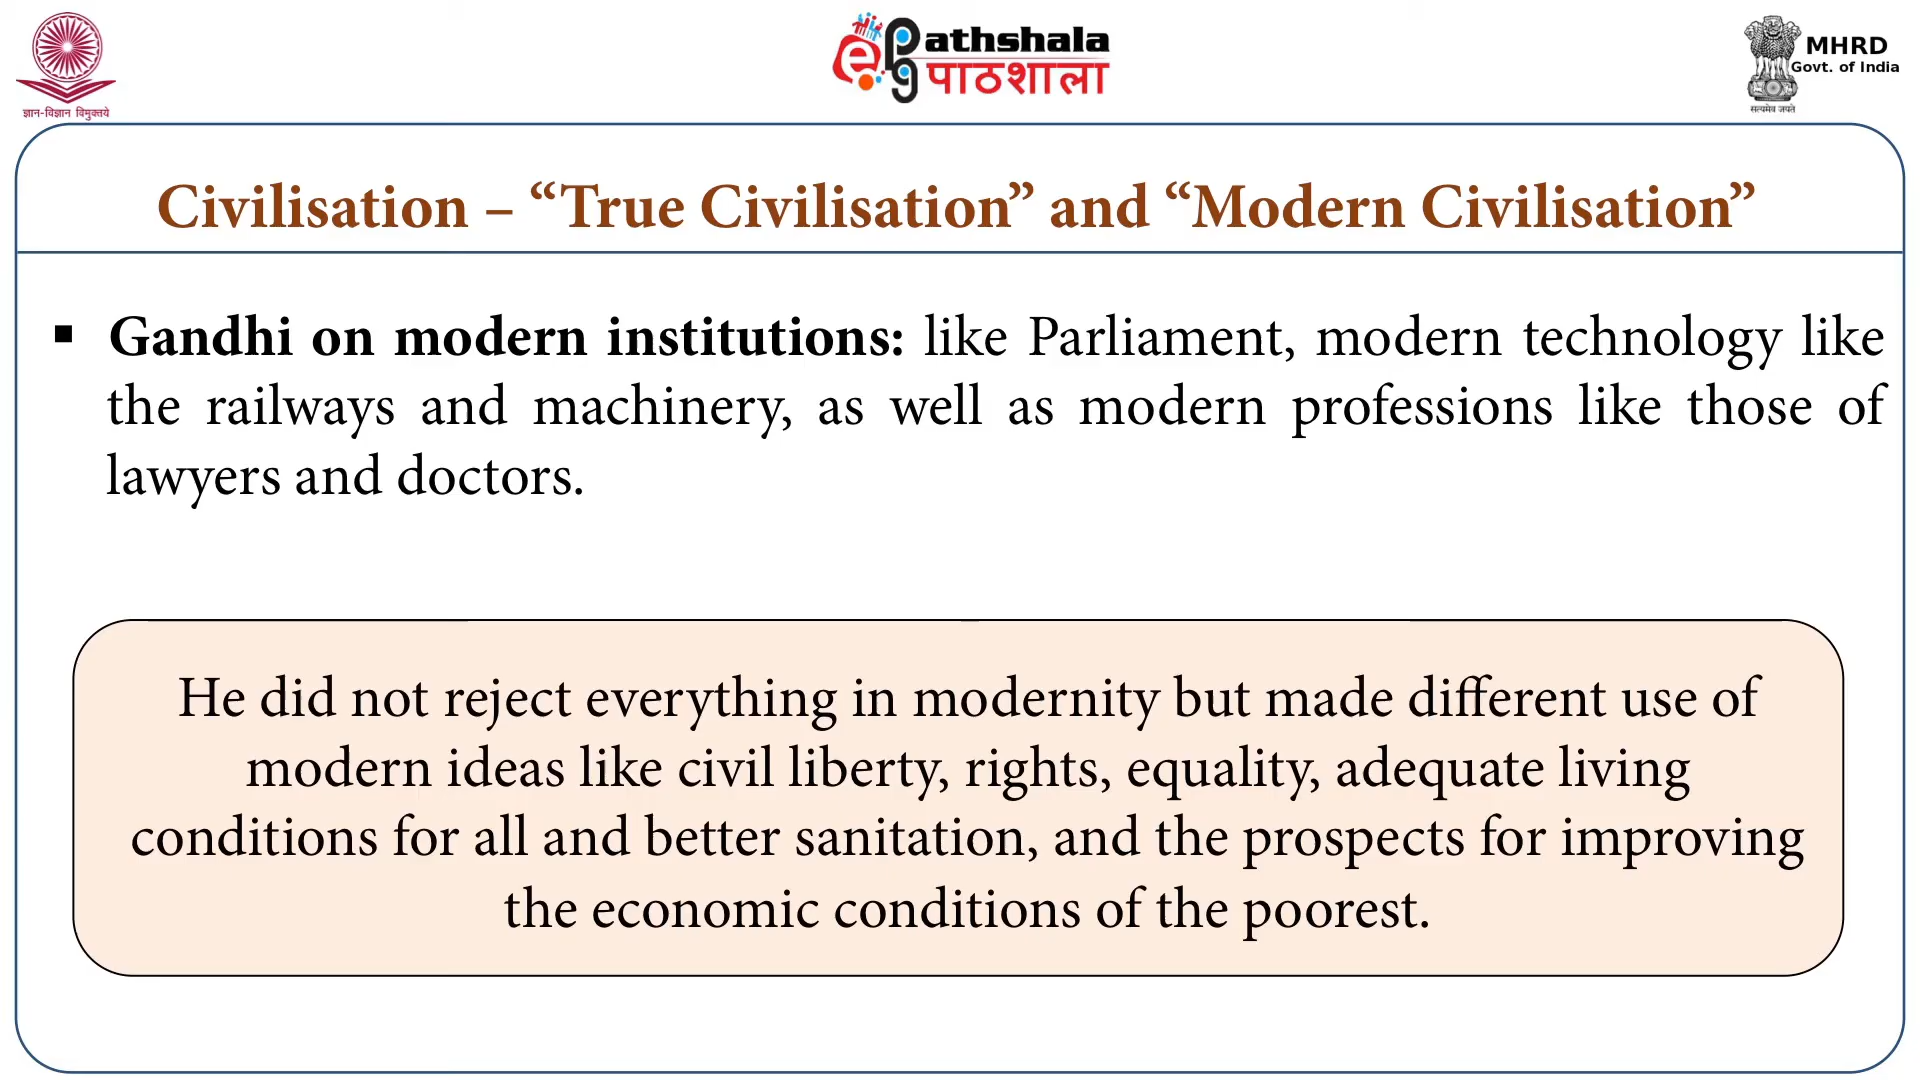 ज्ञान-विज्ञान विमुक्तये
e pg Pathshala
पाठशाला
MHRD
Govt. of India
सत्यमेव जयते
Civilisation – “True Civilisation” and “Modern Civilisation”
▪ Gandhi on modern institutions: like Parliament, modern technology like
the railways and machinery, as well as modern professions like those of
lawyers and doctors.
He did not reject everything in modernity but made different use of
modern ideas like civil liberty, rights, equality, adequate living
conditions for all and better sanitation, and the prospects for improving
the economic conditions of the poorest.